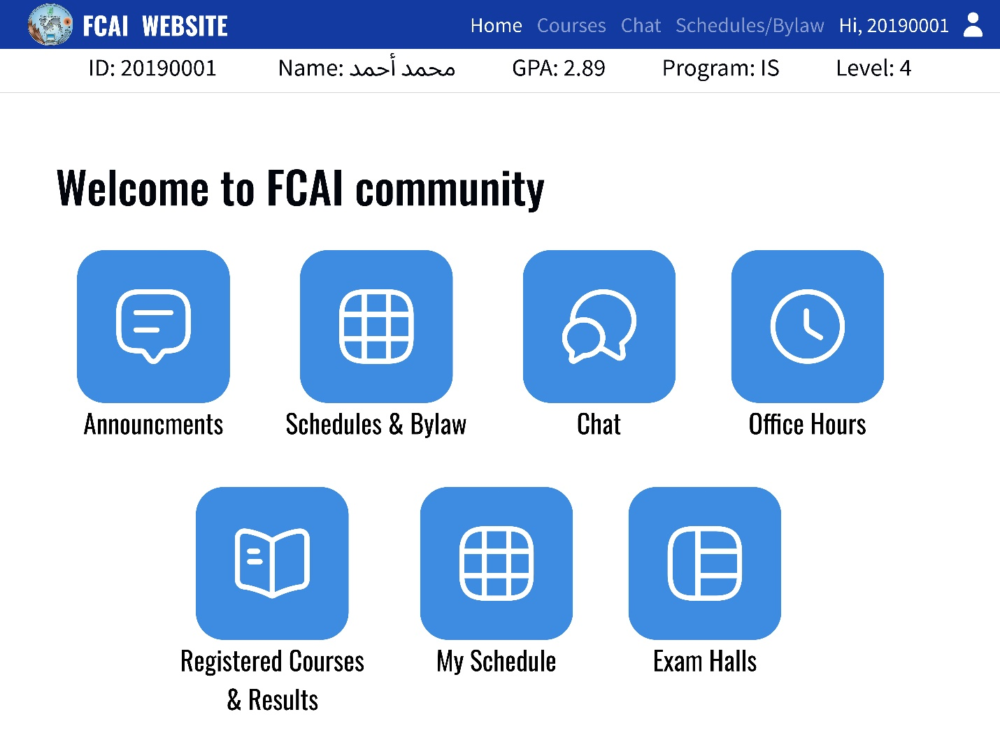 FCAI WEBSITE
Home Courses Chat Schedules/Bylaw Hi, 20190001
ID: 20190001 Name: محمد أحمد GPA: 2.89 Program: IS Level: 4
Welcome to FCAI community
Announcments Schedules & Bylaw Chat Office Hours
Registered Courses My Schedule Exam Halls
& Results